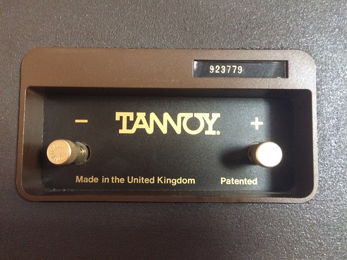 923779
- TANNOY® +
Made in the United Kingdom Patented